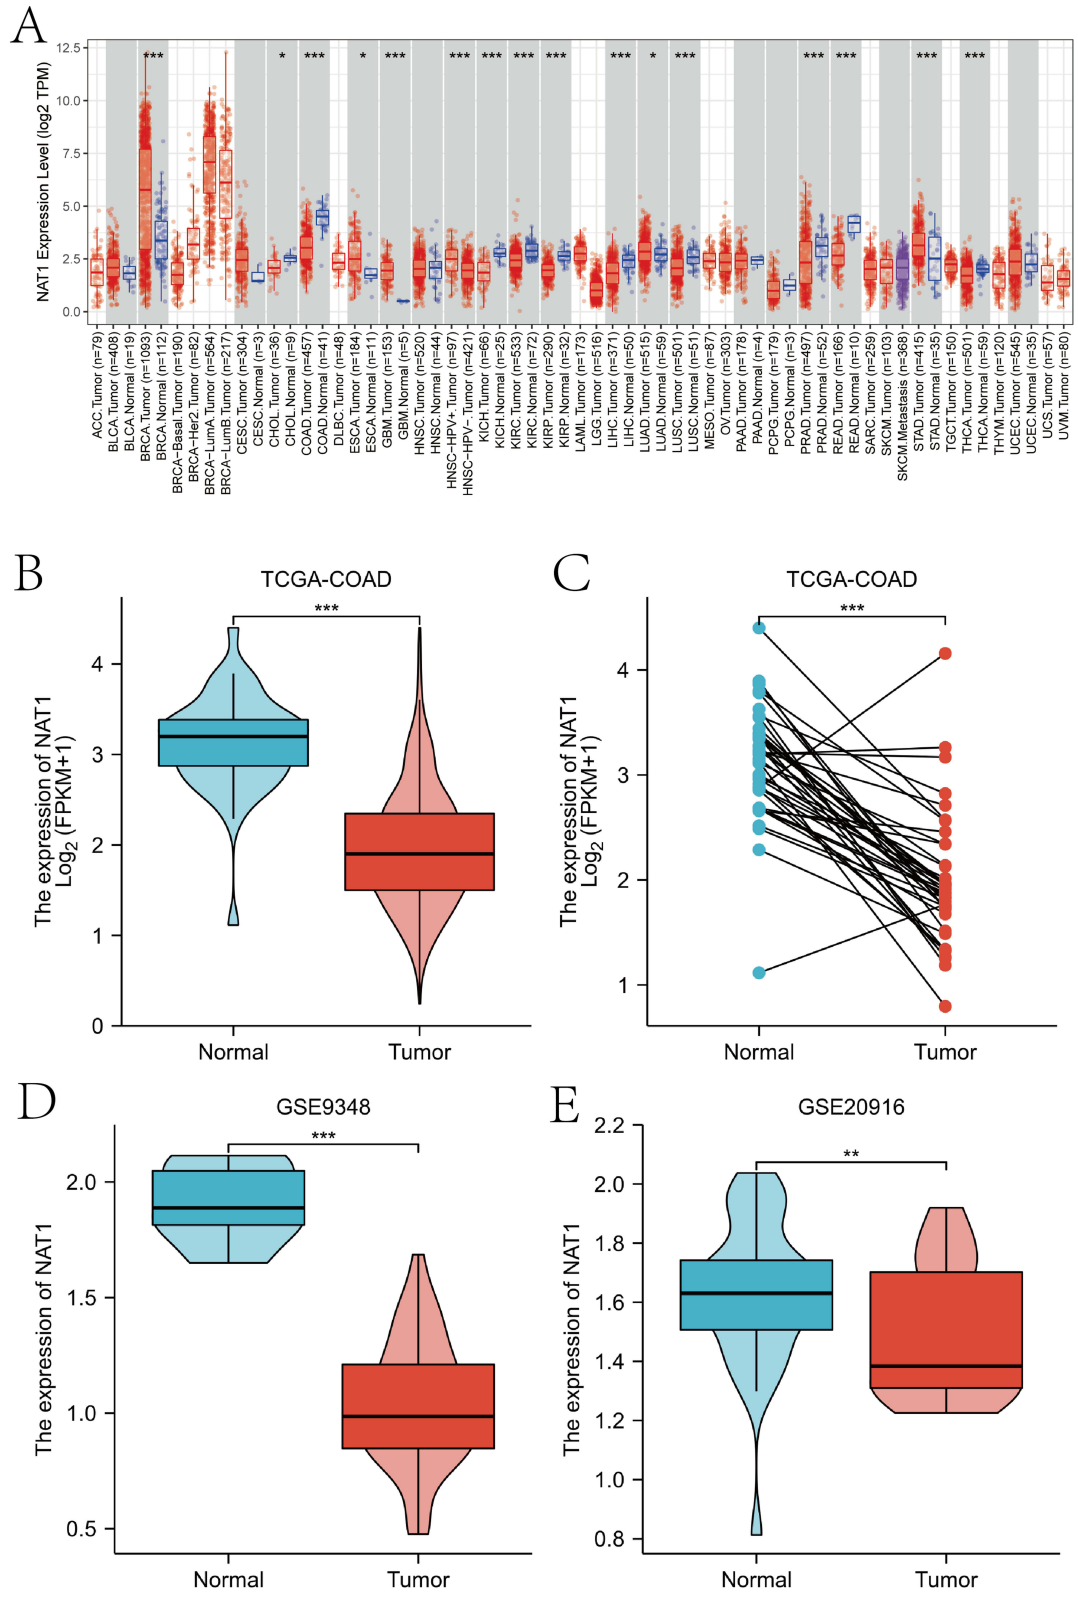 A
*** * *** * *** *** *** *** *** *** * *** *** *** *** ***
NAT1 Expression Level (log2 TPM)
12.5
10.0
7.5
5.0
2.5
0.0
ACC.Tumor (n=79)
BLCA.Tumor (n=408)
BLCA.Normal (n=19)
BRCA.Tumor (n=1093)
BRCA.Normal (n=112)
BRCA-Basal.Tumor (n=190)
BRCA-Her2.Tumor (n=82)
BRCA-LumA.Tumor (n=564)
BRCA-LumB.Tumor (n=217)
CESC.Tumor (n=304)
CESC.Normal (n=3)
CHOL.Tumor (n=36)
CHOL.Normal (n=9)
COAD.Tumor (n=457)
COAD.Normal (n=41)
DLBC.Tumor (n=48)
ESCA.Tumor (n=184)
ESCA.Normal (n=11)
GBM.Tumor (n=153)
GBM.Normal (n=5)
HNSC.Tumor (n=520)
HNSC.Normal (n=44)
HNSC-HPV+.Tumor (n=97)
HNSC-HPV-.Tumor (n=421)
KICH.Tumor (n=66)
KICH.Normal (n=25)
KIRC.Tumor (n=533)
KIRC.Normal (n=72)
KIRP.Tumor (n=290)
KIRP.Normal (n=32)
LAML.Tumor (n=173)
LGG.Tumor (n=516)
LIHC.Tumor (n=371)
LIHC.Normal (n=50)
LUAD.Tumor (n=515)
LUAD.Normal (n=59)
LUSC.Tumor (n=501)
LUSC.Normal (n=51)
MESO.Tumor (n=87)
OV.Tumor (n=303)
PAAD.Tumor (n=178)
PAAD.Normal (n=4)
PCPG.Tumor (n=179)
PCPG.Normal (n=3)
PRAD.Tumor (n=497)
PRAD.Normal (n=52)
READ.Tumor (n=166)
READ.Normal (n=10)
SARC.Tumor (n=259)
SKCM.Tumor (n=103)
SKCM.Metastasis (n=368)
STAD.Tumor (n=415)
STAD.Normal (n=35)
TGCT.Tumor (n=150)
THCA.Tumor (n=501)
THCA.Normal (n=59)
THYM.Tumor (n=120)
UCEC.Tumor (n=545)
UCEC.Normal (n=35)
UCS.Tumor (n=57)
UVM.Tumor (n=80)
B
TCGA-COAD
***
The expression of NAT1
Log2 (FPKM+1)
4
3
2
1
0
Normal Tumor
C
TCGA-COAD
***
The expression of NAT1
Log2 (FPKM+1)
4
3
2
1
Normal Tumor
D
GSE9348
***
The expression of NAT1
2.0
1.5
1.0
0.5
Normal Tumor
E
GSE20916
**
The expression of NAT1
2.2
2.0
1.8
1.6
1.4
1.2
1.0
0.8
Normal Tumor